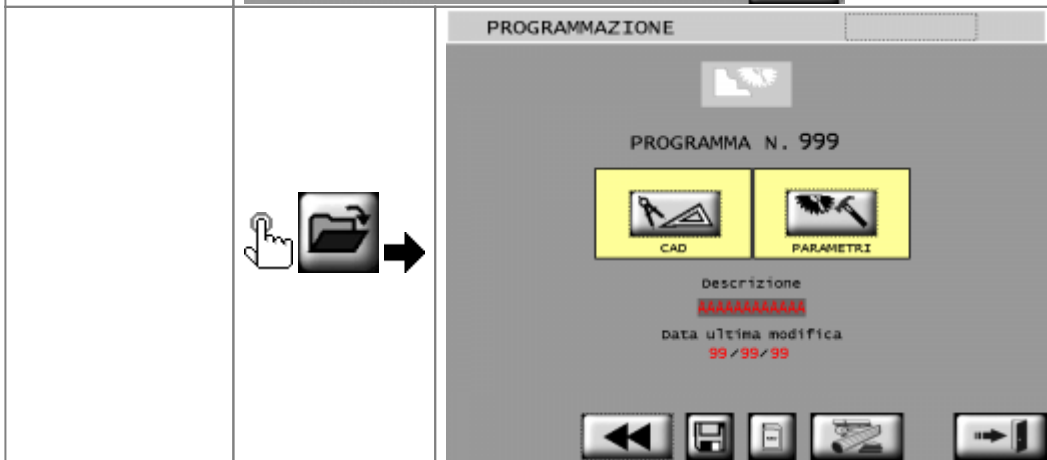 PROGRAMMAZIONE
PROGRAMMA N. 999
CAD PARAMETRI
Descrizione
AAAAAAAAAAAA
Data ultima modifica
99/99/99